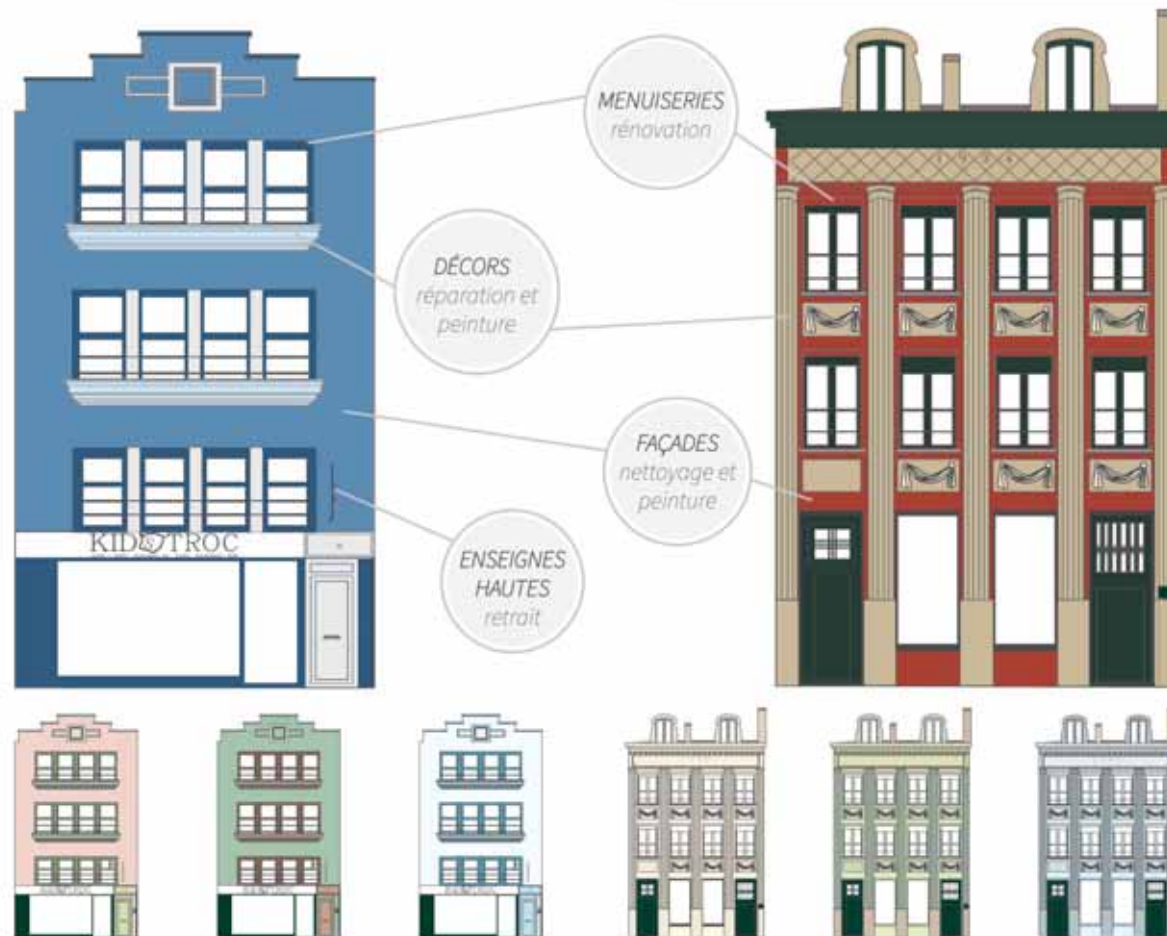 MENUISERIES
rénovation
DÉCORS
réparation et
peinture
FAÇADES
nettoyage et
peinture
ENSEIGNES
HAUTES
retrait
KID TROC